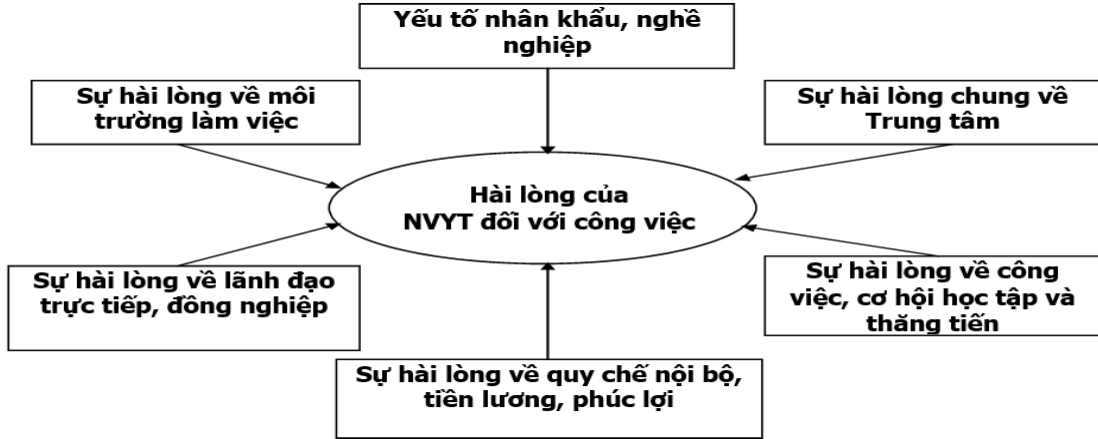 Yếu tố nhân khẩu, nghề
nghiệp
Sự hài lòng về môi
trường làm việc
Sự hài lòng chung về
Trung tâm
Hài lòng của
NVYT đối với công việc
Sự hài lòng về lãnh đạo
trực tiếp, đồng nghiệp
Sự hài lòng về công
việc, cơ hội học tập và
thăng tiến
Sự hài lòng về quy chế nội bộ,
tiền lương, phúc lợi